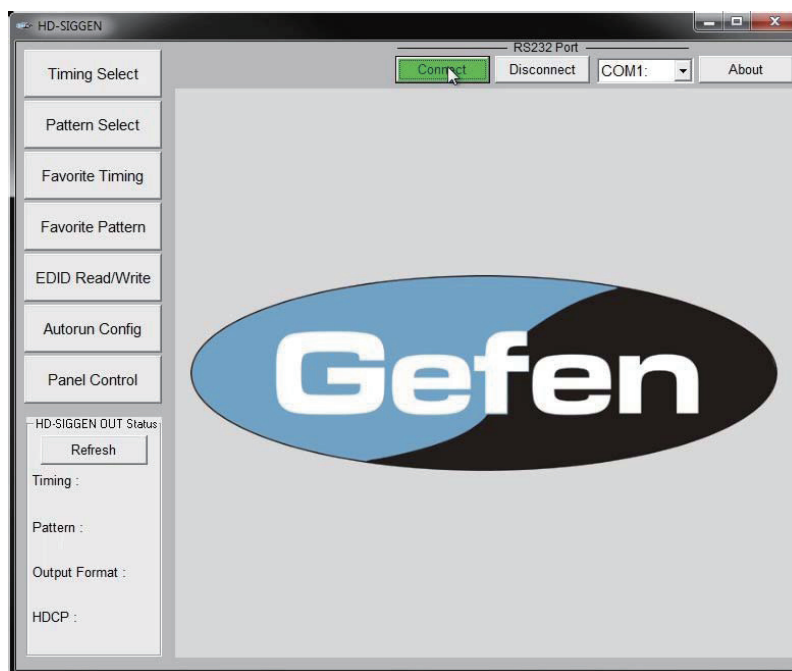 HD-SIGGEN
RS232 Port
Connect Disconnect COM1: About
Timing Select
Pattern Select
Favorite Timing
Favorite Pattern
EDID Read/Write
Autorun Config
Panel Control
HD-SIGGEN OUT Status
Refresh
Timing :
Pattern :
Output Format :
HDCP :
Gefen